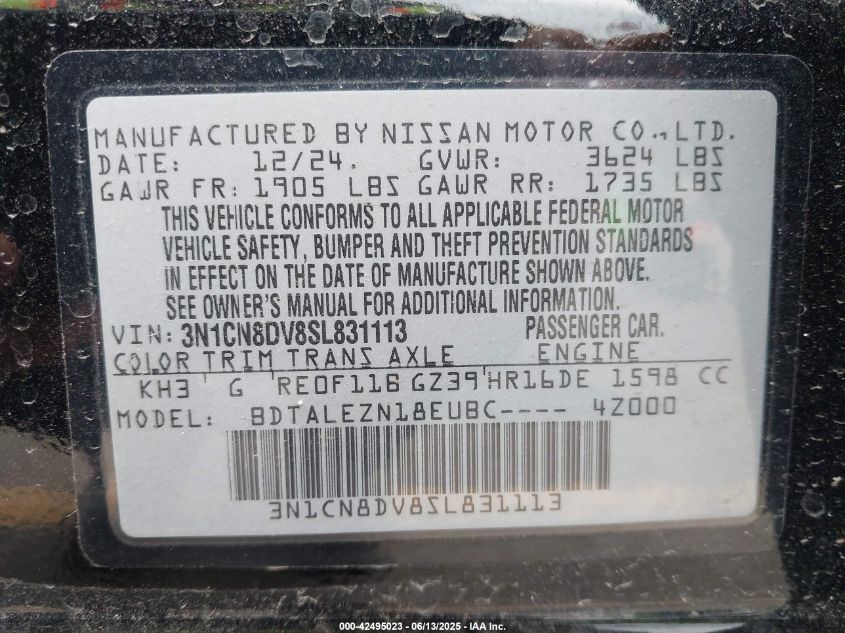 MANUFACTURED BY NISSAN MOTOR CO.,LTD.
DATE: 12/24. GVWR: 3624 LBS
GAWR FR: 1905 LBS GAWR RR: 1735 LBS
THIS VEHICLE CONFORMS TO ALL APPLICABLE FEDERAL MOTOR
VEHICLE SAFETY, BUMPER AND THEFT PREVENTION STANDARDS
IN EFFECT ON THE DATE OF MANUFACTURE SHOWN ABOVE.
SEE OWNER'S MANUAL FOR ADDITIONAL INFORMATION.
VIN: 3N1CN8DV8SL831113 PASSENGER CAR.
COLOR TRIM TRANS AXLE ENGINE
KH3 G RE0F11B GZ39 HR16DE 1598 CC
MODEL: BDTALEZN18EUBC---- 4Z000
3N1CN8DV8SL831113
000-42495023 - 06/13/2025 - IAA Inc.